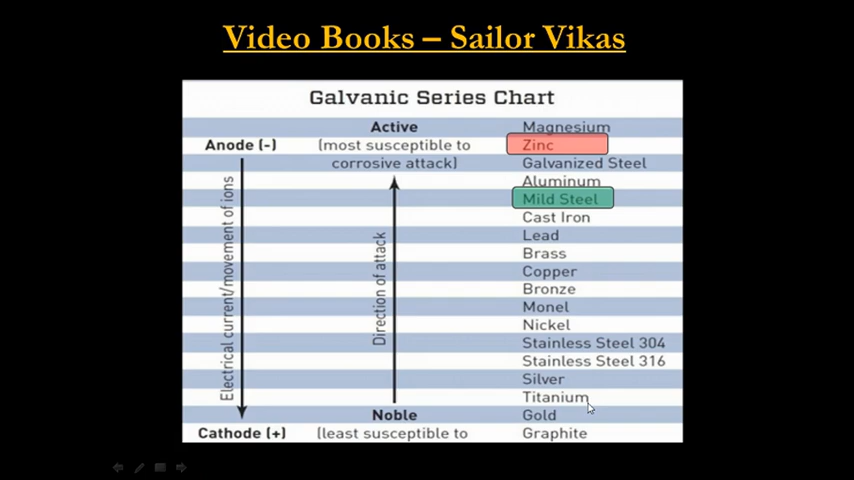 Video Books – Sailor Vikas
Galvanic Series Chart
Active
Magnesium
Anode (-)
(most susceptible to
Zinc
corrosive attack)
Galvanized Steel
Aluminum
Mild Steel
Cast Iron
Lead
Brass
Copper
Bronze
Monel
Nickel
Stainless Steel 304
Stainless Steel 316
Silver
Titanium
Electrical current/movement of ions
Direction of attack
Noble
Gold
Cathode (+)
(least susceptible to
Graphite